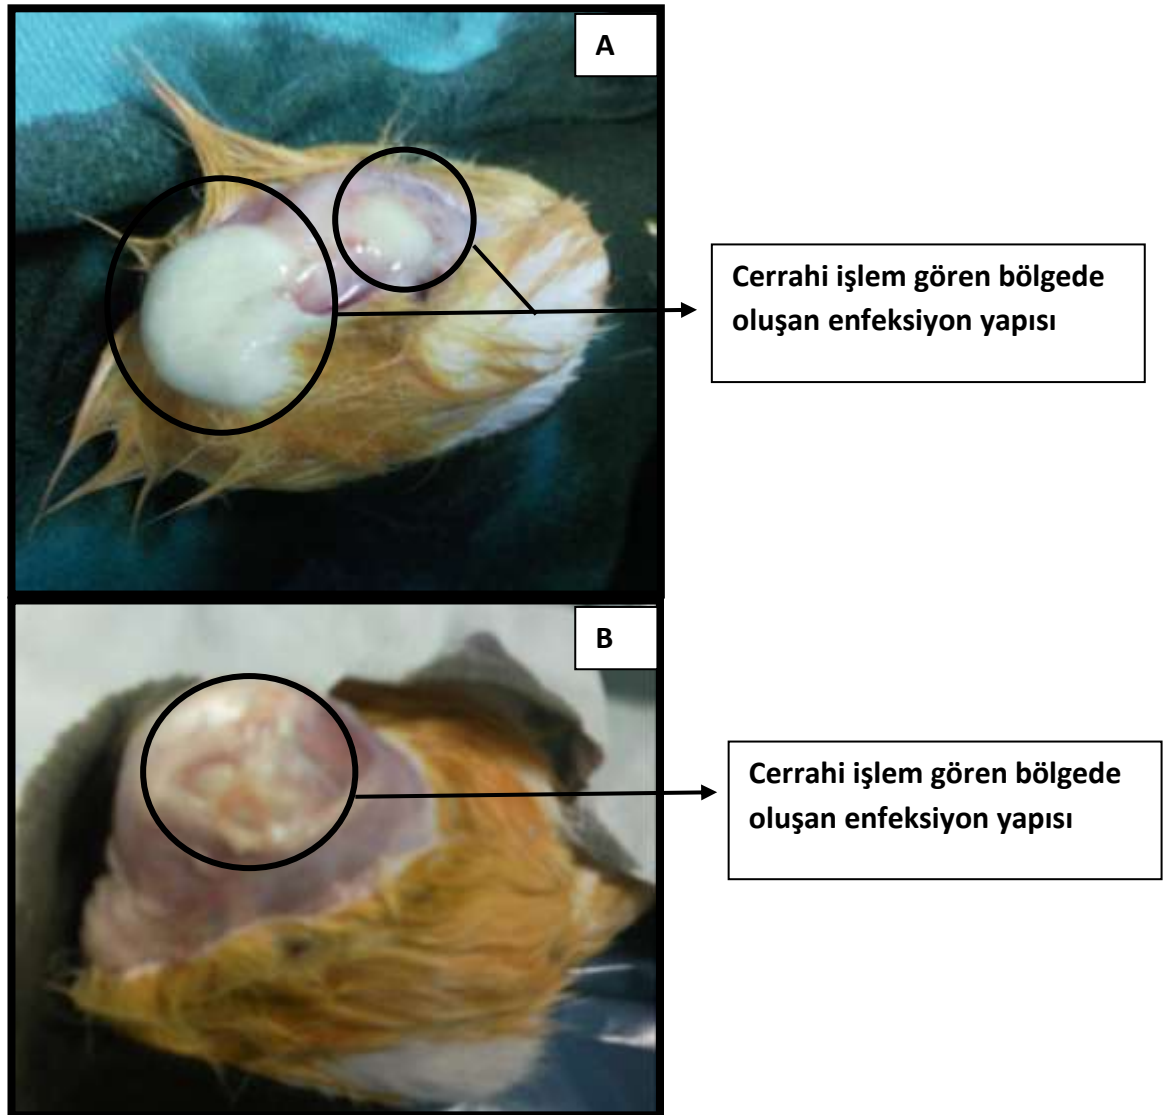 A
Cerrahi işlem gören bölgede
oluşan enfeksiyon yapısı
B
Cerrahi işlem gören bölgede
oluşan enfeksiyon yapısı